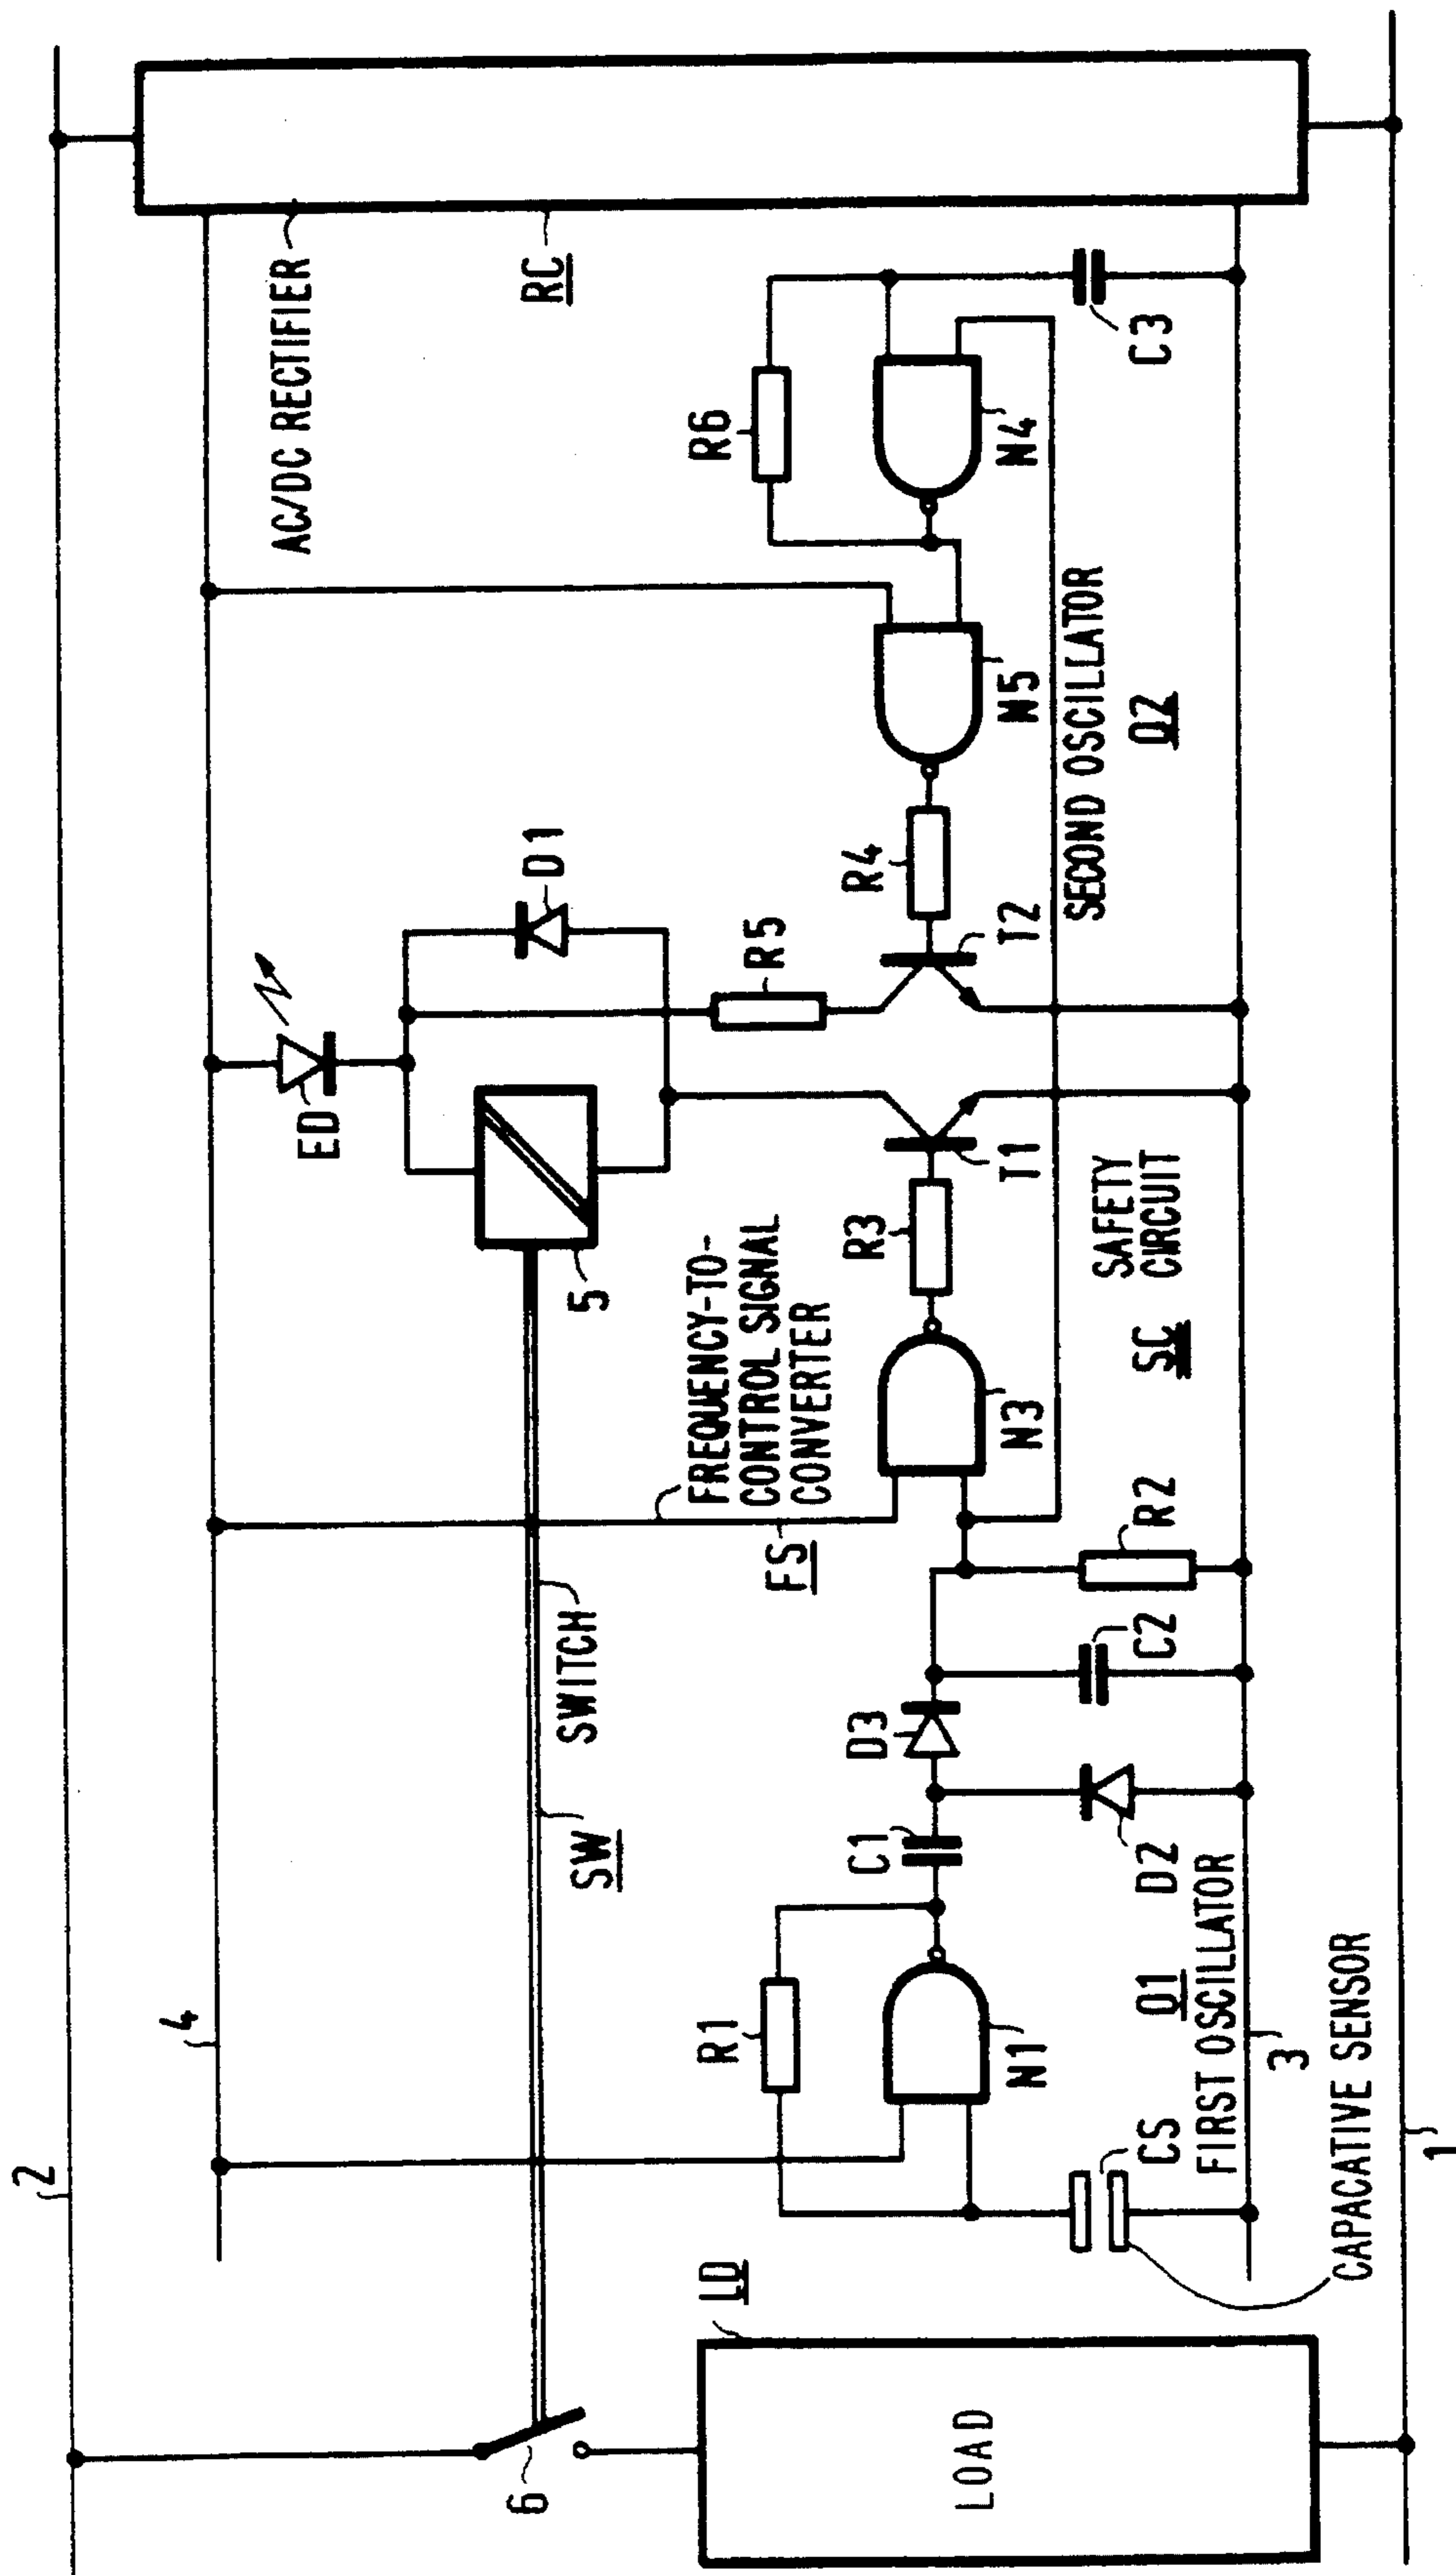 2
4
AC/DC RECTIFIER
RC
ED
D1
SWITCH
SW
5
6
FREQUENCY-TO-
CONTROL SIGNAL
CONVERTER
FS
R5
R6
LD
LOAD
R1
C1
D3
R3
R4
N1
N3
T1
T2
N5
N4
CS
D2
C2
R2
C3
O1
FIRST OSCILLATOR
SAFETY
CIRCUIT
SC
SECOND OSCILLATOR
O2
3
CAPACATIVE SENSOR
1